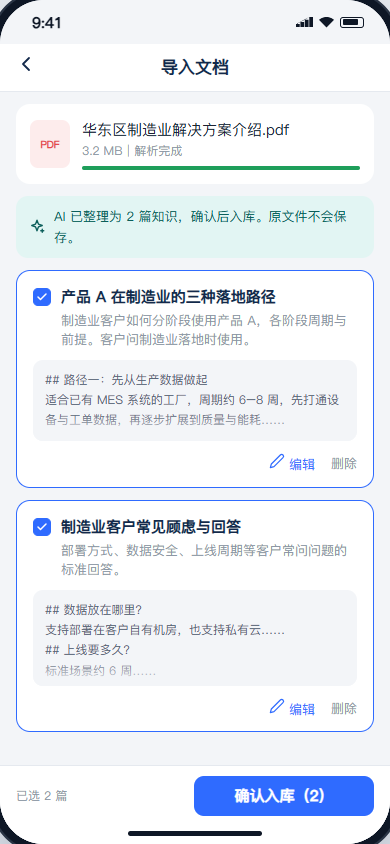 9:41
导入文档
PDF
华东区制造业解决方案介绍.pdf
3.2 MB | 解析完成
AI 已整理为 2 篇知识，确认后入库。原文件不会保
存。
产品 A 在制造业的三种落地路径
制造业客户如何分阶段使用产品 A，各阶段周期与
前提。客户问制造业落地时使用。
## 路径一：先从生产数据做起
适合已有 MES 系统的工厂，周期约 6—8 周，先打通设
备与工单数据，再逐步扩展到质量与能耗……
编辑 删除
制造业客户常见顾虑与回答
部署方式、数据安全、上线周期等客户常问问题的
标准回答。
## 数据放在哪里？
支持部署在客户自有机房，也支持私有云……
## 上线要多久？
标准场景约 6 周……
编辑 删除
已选 2 篇
确认入库（2）